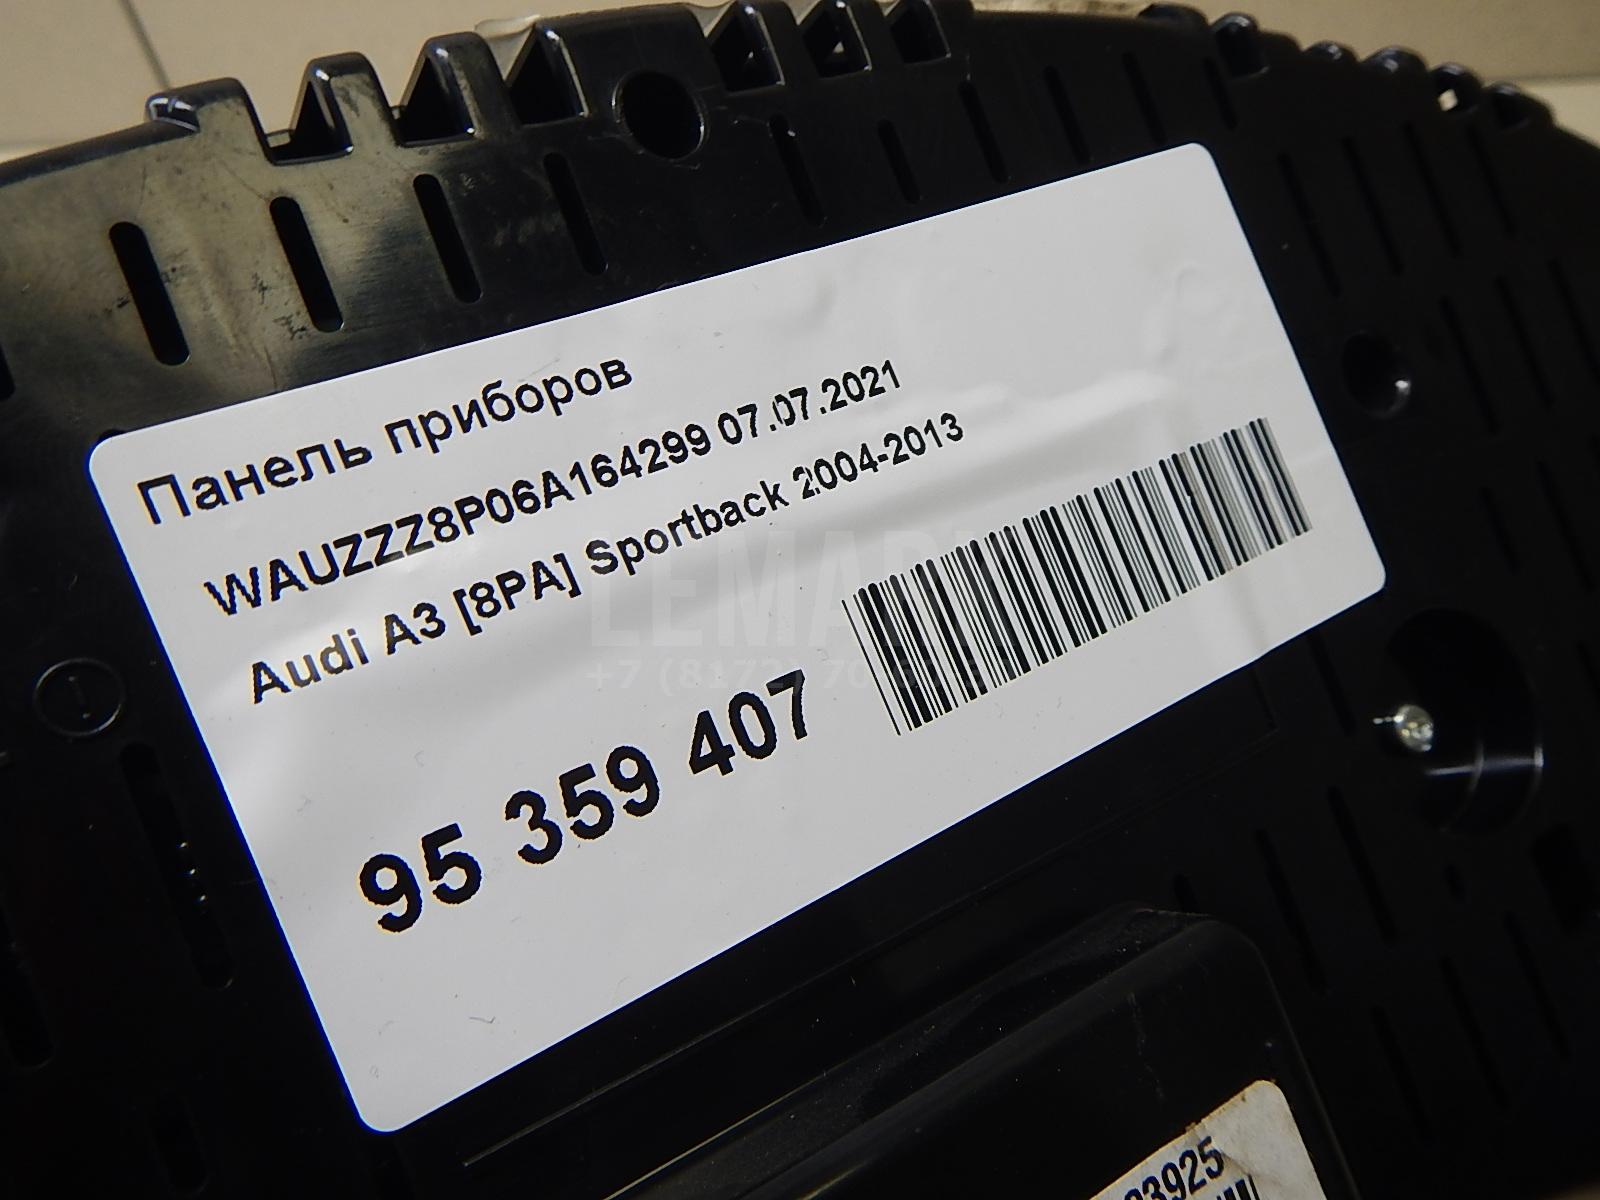 Панель приборов
WAUZZZ8P06A164299 07.07.2021
Audi A3 [8PA] Sportback 2004-2013
95 359 407